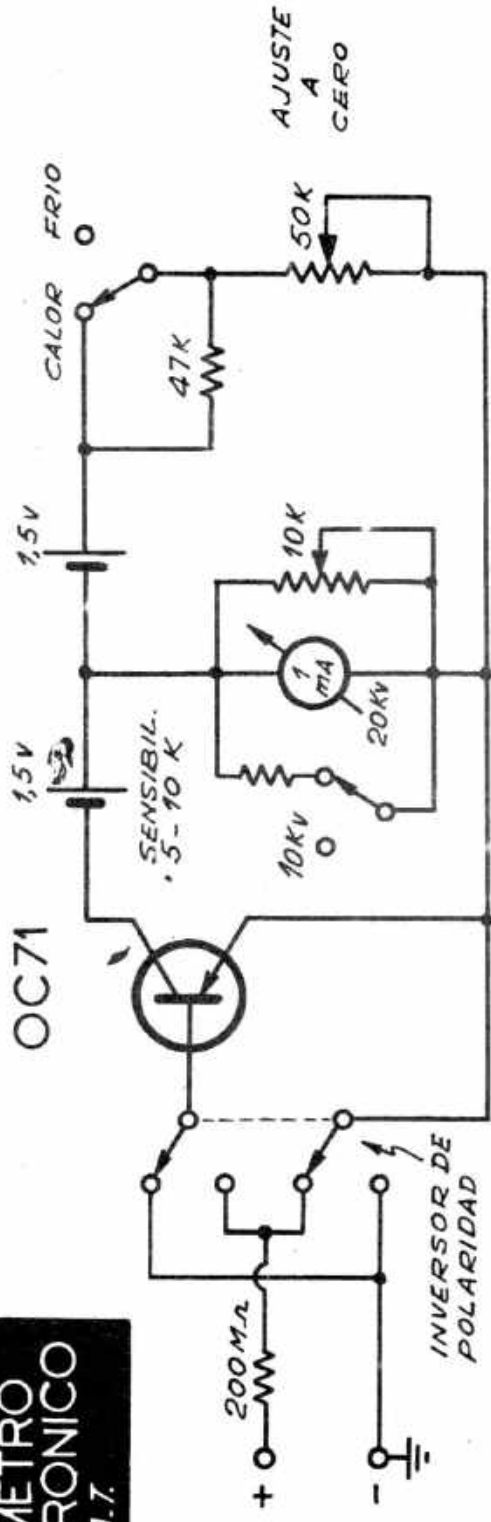 METRO
RONICO
OC71
1,5V
1,5V
CALOR
FRIO
SENSIBIL.
.5-10 K
47K
50K
AJUSTE
A
CERO
10K
1
mA
20KV
10KV
200MΩ
+
-
INVERSOR DE
POLARIDAD